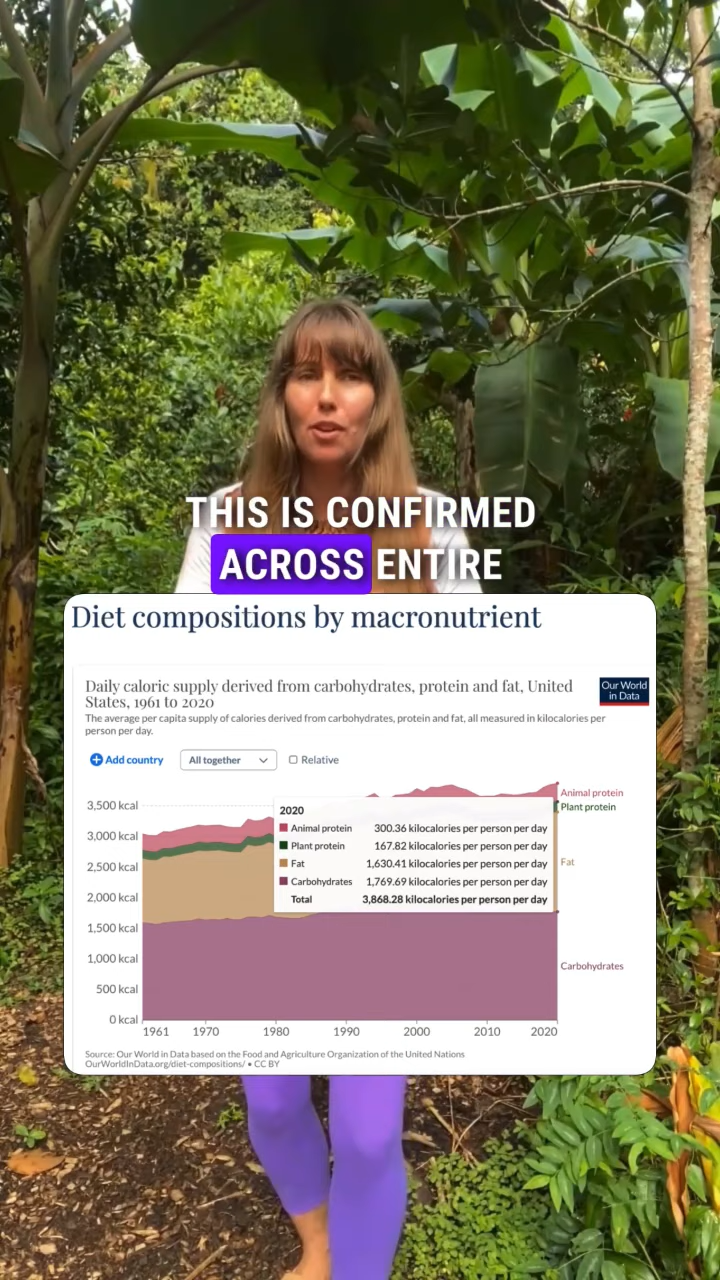 THIS IS CONFIRMED
ACROSS ENTIRE
Diet compositions by macronutrient
Daily caloric supply derived from carbohydrates, protein and fat, United
States, 1961 to 2020
Our World
in Data
The average per capita supply of calories derived from carbohydrates, protein and fat, all measured in kilocalories per
person per day.
Add country
All together
Relative
3,500 kcal
3,000 kcal
2,500 kcal
2,000 kcal
1,500 kcal
1,000 kcal
500 kcal
0 kcal
2020
Animal protein 300.36 kilocalories per person per day
Plant protein 167.82 kilocalories per person per day
Fat 1,630.41 kilocalories per person per day
Carbohydrates 1,769.69 kilocalories per person per day
Total 3,868.28 kilocalories per person per day
Animal protein
Plant protein
Fat
Carbohydrates
1961 1970 1980 1990 2000 2010 2020
Source: Our World in Data based on the Food and Agriculture Organization of the United Nations
OurWorldInData.org/diet-compositions/ • CC BY